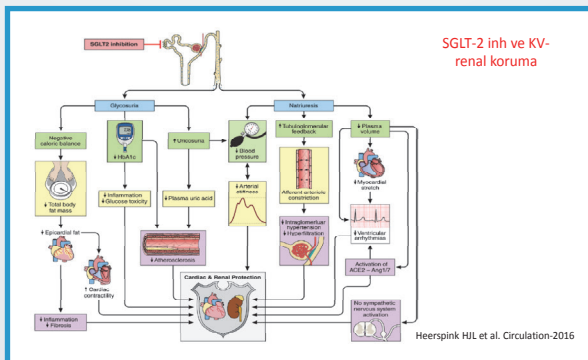 SGLT-2 inh ve KV-
renal koruma
SGLT2 inhibition
Glycosuria
Natriuresis
Negative
caloric balance
↓ HbA1c
↑ Uricosuria
↓ Blood
pressure
↑ Tubuloglomerular
feedback
↓ Plasma
volume
↓ Total body
fat mass
↓ Inflammation
↓ Glucose toxicity
↓ Plasma uric acid
↓ Arterial
stiffness
Afferent arteriole
constriction
↓ Myocardial
stretch
↓ Epicardial fat
↑ Cardiac
contractility
↓ Atherosclerosis
↓ Intraglomerular
hypertension
↓ Hyperfiltration
↓ Ventricular
arrhythmias
Cardiac & Renal Protection
Activation of
ACE2 – Ang1/7
↓ Inflammation
↓ Fibrosis
No sympathetic
nervous system
activation
Heerspink HJL et al. Circulation-2016